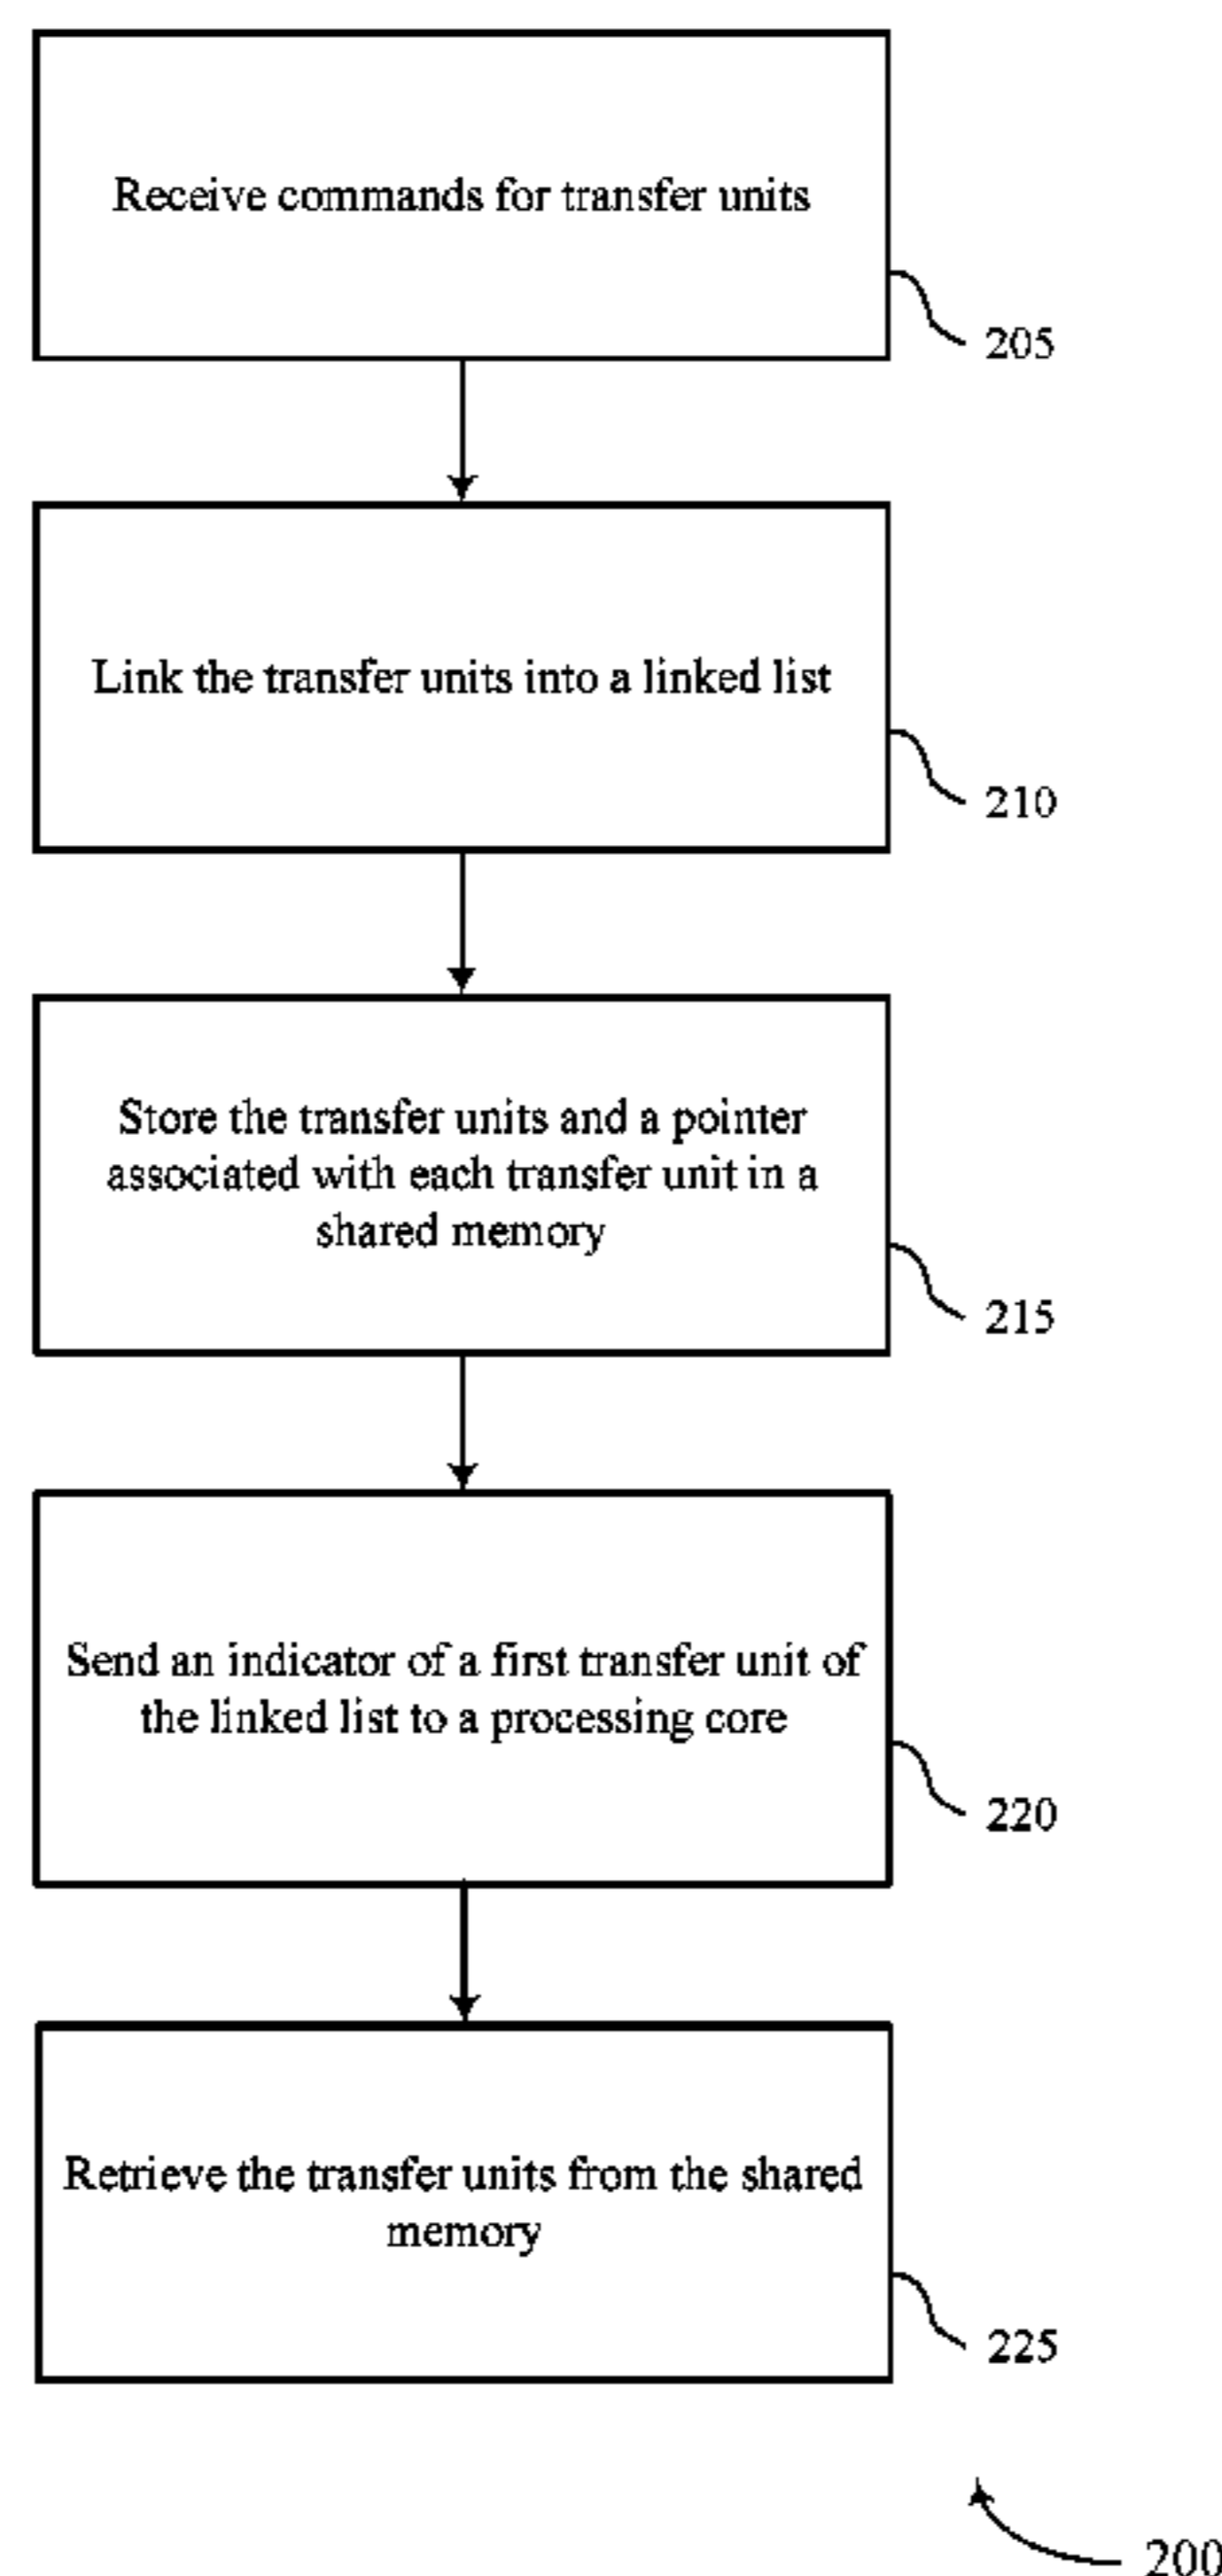 Receive commands for transfer units
205
Link the transfer units into a linked list
210
Store the transfer units and a pointer
associated with each transfer unit in a
shared memory
215
Send an indicator of a first transfer unit of
the linked list to a processing core
220
Retrieve the transfer units from the shared
memory
225
200